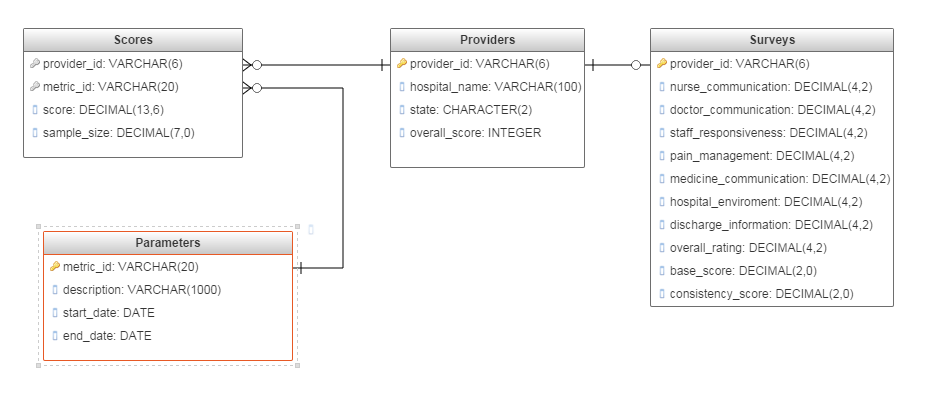 Scores
provider_id: VARCHAR(6)
metric_id: VARCHAR(20)
score: DECIMAL(13,6)
sample_size: DECIMAL(7,0)
Providers
provider_id: VARCHAR(6)
hospital_name: VARCHAR(100)
state: CHARACTER(2)
overall_score: INTEGER
Surveys
provider_id: VARCHAR(6)
nurse_communication: DECIMAL(4,2)
doctor_communication: DECIMAL(4,2)
staff_responsiveness: DECIMAL(4,2)
pain_management: DECIMAL(4,2)
medicine_communication: DECIMAL(4,2)
hospital_enviroment: DECIMAL(4,2)
discharge_information: DECIMAL(4,2)
overall_rating: DECIMAL(4,2)
base_score: DECIMAL(2,0)
consistency_score: DECIMAL(2,0)
Parameters
metric_id: VARCHAR(20)
description: VARCHAR(1000)
start_date: DATE
end_date: DATE